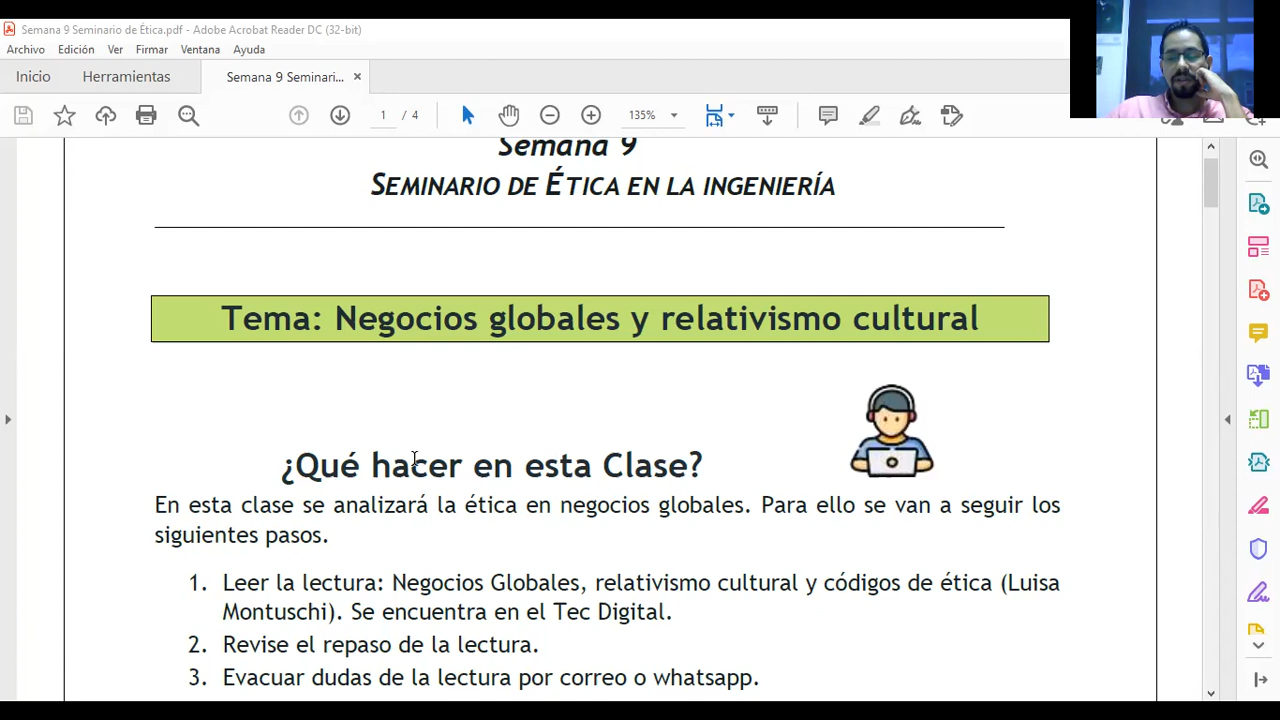 Semana 9 Seminario de Ética.pdf - Adobe Acrobat Reader DC (32-bit)
Archivo Edición Ver Firmar Ventana Ayuda
Inicio Herramientas Semana 9 Seminari... ×
1 / 4 135%
Semana 9
SEMINARIO DE ÉTICA EN LA INGENIERÍA
Tema: Negocios globales y relativismo cultural
¿Qué hacer en esta Clase?
En esta clase se analizará la ética en negocios globales. Para ello se van a seguir los
siguientes pasos.
1. Leer la lectura: Negocios Globales, relativismo cultural y códigos de ética (Luisa
Montuschi). Se encuentra en el Tec Digital.
2. Revise el repaso de la lectura.
3. Evacuar dudas de la lectura por correo o whatsapp.